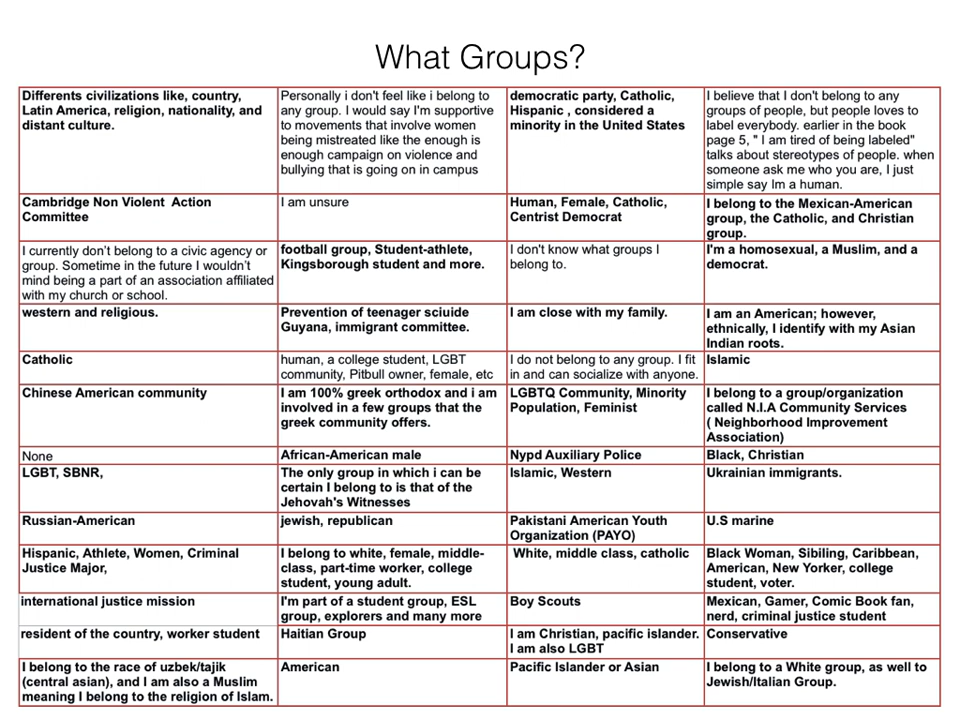 What Groups?
Differents civilizations like, country,
Latin America, religion, nationality, and
distant culture.
Personally i don't feel like i belong to
any group. I would say I'm supportive
to movements that involve women
being mistreated like the enough is
enough campaign on violence and
bullying that is going on in campus
democratic party, Catholic,
Hispanic , considered a
minority in the United States
I believe that I don't belong to any
groups of people, but people loves to
label everybody. earlier in the book
page 5, " I am tired of being labeled"
talks about stereotypes of people. when
someone ask me who you are, I just
simple say Im a human.
Cambridge Non Violent Action
Committee
I am unsure
Human, Female, Catholic,
Centrist Democrat
I belong to the Mexican-American
group, the Catholic, and Christian
group.
I currently don't belong to a civic agency or
group. Sometime in the future I wouldn't
mind being a part of an association affiliated
with my church or school.
football group, Student-athlete,
Kingsborough student and more.
I don't know what groups I
belong to.
I'm a homosexual, a Muslim, and a
democrat.
western and religious.
Prevention of teenager sciuide
Guyana, immigrant committee.
I am close with my family.
I am an American; however,
ethnically, I identify with my Asian
Indian roots.
Catholic
human, a college student, LGBT
community, Pitbull owner, female, etc
I do not belong to any group. I fit
in and can socialize with anyone.
Islamic
Chinese American community
I am 100% greek orthodox and i am
involved in a few groups that the
greek community offers.
LGBTQ Community, Minority
Population, Feminist
I belong to a group/organization
called N.I.A Community Services
( Neighborhood Improvement
Association)
None
African-American male
Nypd Auxiliary Police
Black, Christian
LGBT, SBNR,
The only group in which i can be
certain I belong to is that of the
Jehovah's Witnesses
Islamic, Western
Ukrainian immigrants.
Russian-American
jewish, republican
Pakistani American Youth
Organization (PAYO)
U.S marine
Hispanic, Athlete, Women, Criminal
Justice Major,
I belong to white, female, middle-
class, part-time worker, college
student, young adult.
White, middle class, catholic
Black Woman, Sibiling, Caribbean,
American, New Yorker, college
student, voter.
international justice mission
I'm part of a student group, ESL
group, explorers and many more
Boy Scouts
Mexican, Gamer, Comic Book fan,
nerd, criminal justice student
resident of the country, worker student
Haitian Group
I am Christian, pacific islander.
I am also LGBT
Conservative
I belong to the race of uzbek/tajik
(central asian), and I am also a Muslim
meaning I belong to the religion of Islam.
American
Pacific Islander or Asian
I belong to a White group, as well to
Jewish/Italian Group.